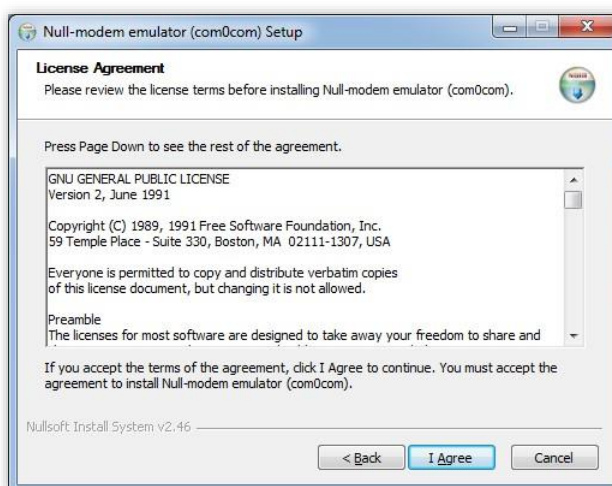 Null-modem emulator (com0com) Setup
License Agreement
Please review the license terms before installing Null-modem emulator (com0com).
Press Page Down to see the rest of the agreement.
GNU GENERAL PUBLIC LICENSE
Version 2, June 1991
Copyright (C) 1989, 1991 Free Software Foundation, Inc.
59 Temple Place - Suite 330, Boston, MA 02111-1307, USA
Everyone is permitted to copy and distribute verbatim copies
of this license document, but changing it is not allowed.
Preamble
The licenses for most software are designed to take away your freedom to share and
If you accept the terms of the agreement, click I Agree to continue. You must accept the
agreement to install Null-modem emulator (com0com).
Nullsoft Install System v2.46
< Back
I Agree
Cancel